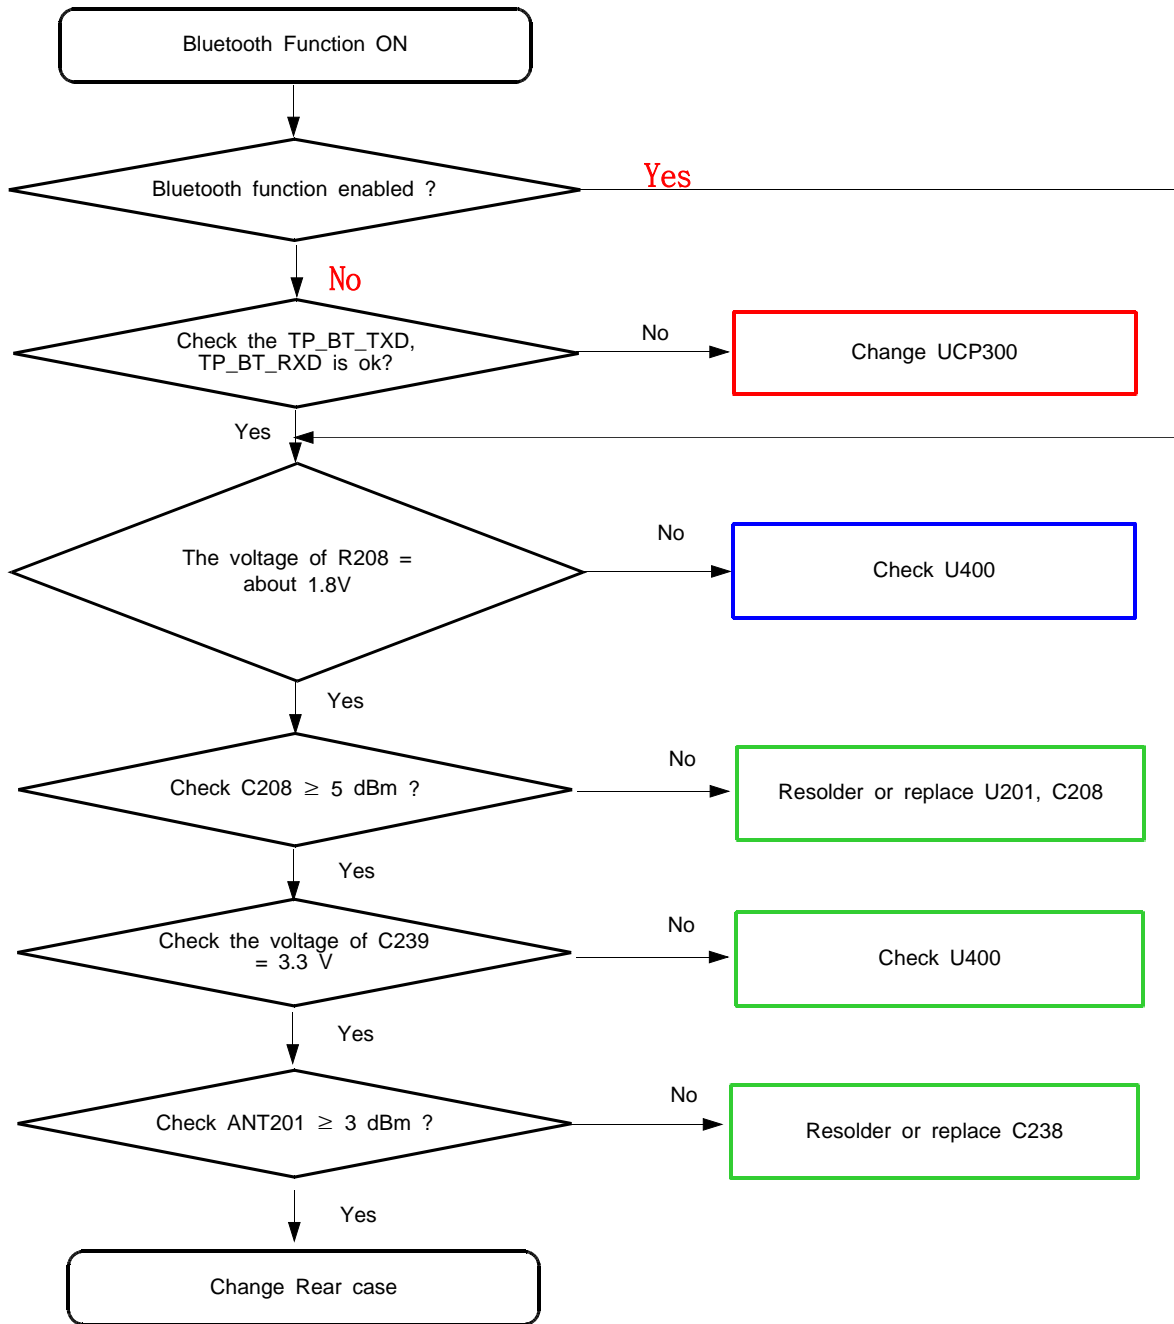 Bluetooth Function ON
Bluetooth function enabled ?
Yes
No
Check the TP_BT_TXD,
TP_BT_RXD is ok?
No
Change UCP300
Yes
The voltage of R208 =
about 1.8V
No
Check U400
Yes
Check C208 ≥ 5 dBm ?
No
Resolder or replace U201, C208
Yes
Check the voltage of C239
= 3.3 V
No
Check U400
Yes
Check ANT201 ≥ 3 dBm ?
No
Resolder or replace C238
Yes
Change Rear case